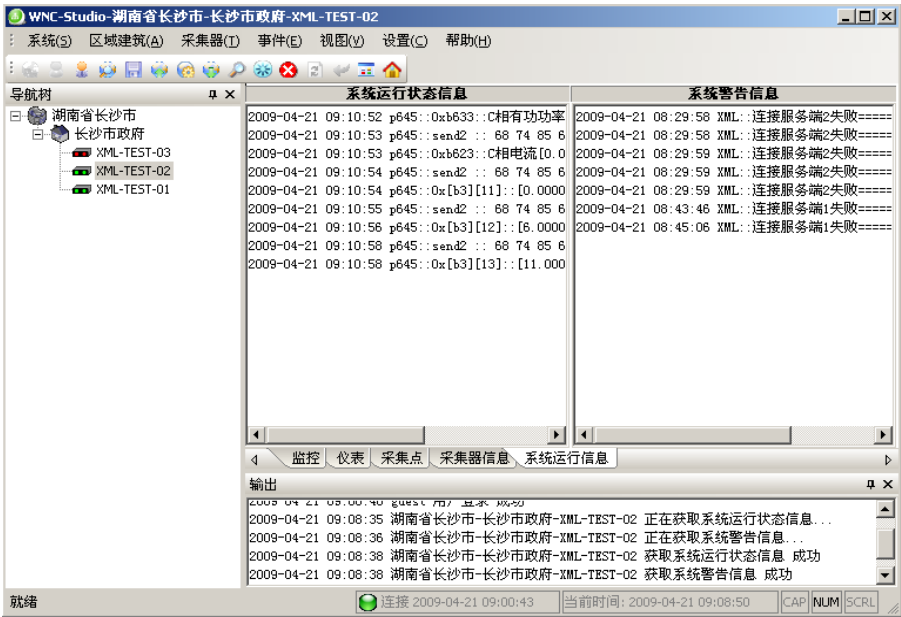 WNC-Studio-湖南省长沙市-长沙市政府-XML-TEST-02
系统(S) 区域建筑(A) 采集器(T) 事件(E) 视图(V) 设置(C) 帮助(H)
导航树
湖南省长沙市
长沙市政府
XML-TEST-03
XML-TEST-02
XML-TEST-01
系统运行状态信息
2009-04-21 09:10:52 p645::0xb633::C相有功功率
2009-04-21 09:10:53 p645::send2 :: 68 74 85 6
2009-04-21 09:10:53 p645::0xb623::C相电流[0.0
2009-04-21 09:10:54 p645::send2 :: 68 74 85 6
2009-04-21 09:10:54 p645::0x[b3][11]::[0.0000
2009-04-21 09:10:55 p645::send2 :: 68 74 85 6
2009-04-21 09:10:56 p645::0x[b3][12]::[6.0000
2009-04-21 09:10:58 p645::send2 :: 68 74 85 6
2009-04-21 09:10:58 p645::0x[b3][13]::[11.000
系统警告信息
2009-04-21 08:29:58 XML::连接服务端2失败=====
2009-04-21 08:29:58 XML::连接服务端2失败=====
2009-04-21 08:29:59 XML::连接服务端2失败=====
2009-04-21 08:29:59 XML::连接服务端2失败=====
2009-04-21 08:29:59 XML::连接服务端2失败=====
2009-04-21 08:43:46 XML::连接服务端1失败=====
2009-04-21 08:45:06 XML::连接服务端1失败=====
监控 仪表 采集点 采集器信息 系统运行信息
输出
2009-04-21 09:08:35 湖南省长沙市-长沙市政府-XML-TEST-02 正在获取系统运行状态信息...
2009-04-21 09:08:36 湖南省长沙市-长沙市政府-XML-TEST-02 正在获取系统警告信息...
2009-04-21 09:08:38 湖南省长沙市-长沙市政府-XML-TEST-02 获取系统运行状态信息 成功
2009-04-21 09:08:38 湖南省长沙市-长沙市政府-XML-TEST-02 获取系统警告信息 成功
就绪 连接 2009-04-21 09:00:43 当前时间: 2009-04-21 09:08:50 CAP NUM SCRL